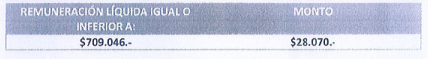 REMUNERACIÓN LÍQUIDA IGUAL O INFERIOR A:
MONTO
$709.046.-
$28.070.-